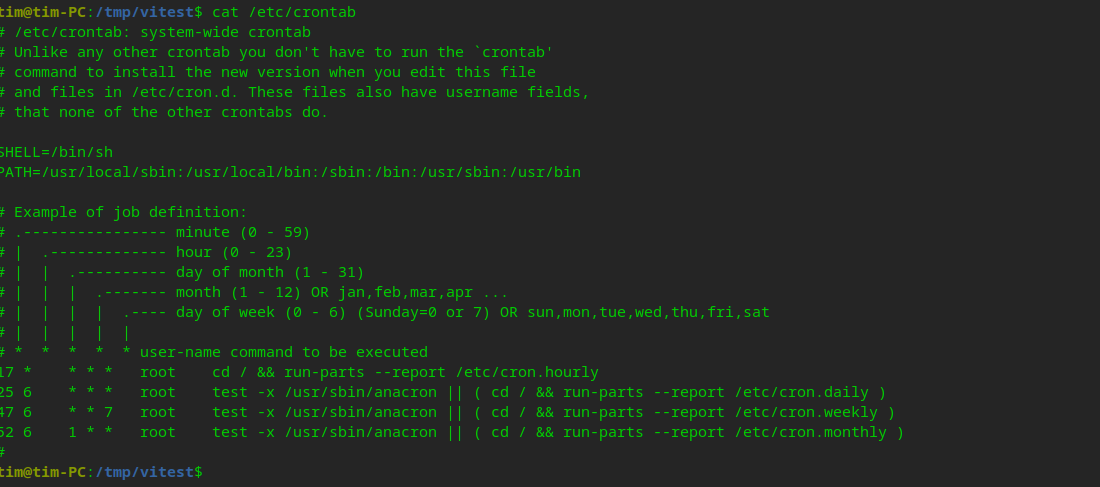 tim@tim-PC:/tmp/vitest$ cat /etc/crontab
# /etc/crontab: system-wide crontab
# Unlike any other crontab you don't have to run the `crontab'
# command to install the new version when you edit this file
# and files in /etc/cron.d. These files also have username fields,
# that none of the other crontabs do.

SHELL=/bin/sh
PATH=/usr/local/sbin:/usr/local/bin:/sbin:/bin:/usr/sbin:/usr/bin

# Example of job definition:
# .---------------- minute (0 - 59)
# |  .------------- hour (0 - 23)
# |  |  .---------- day of month (1 - 31)
# |  |  |  .------- month (1 - 12) OR jan,feb,mar,apr ...
# |  |  |  |  .---- day of week (0 - 6) (Sunday=0 or 7) OR sun,mon,tue,wed,thu,fri,sat
# |  |  |  |  |
# *  *  *  *  * user-name command to be executed
17 *    * * *   root    cd / && run-parts --report /etc/cron.hourly
25 6    * * *   root    test -x /usr/sbin/anacron || ( cd / && run-parts --report /etc/cron.daily )
47 6    * * 7   root    test -x /usr/sbin/anacron || ( cd / && run-parts --report /etc/cron.weekly )
52 6    1 * *   root    test -x /usr/sbin/anacron || ( cd / && run-parts --report /etc/cron.monthly )
#
tim@tim-PC:/tmp/vitest$